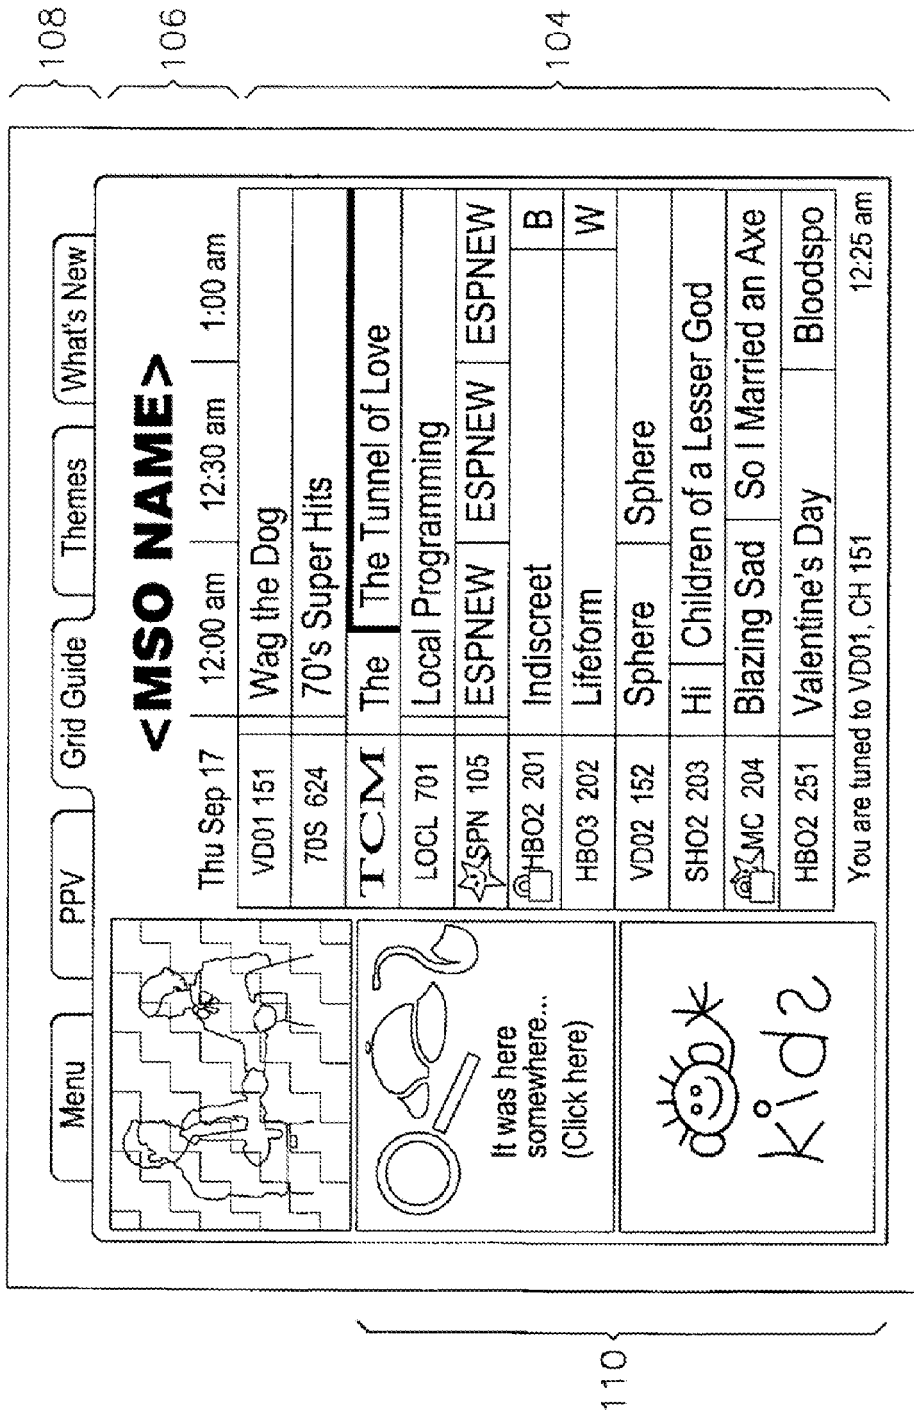 Menu PPV Grid Guide Themes What's New
108
<MSO NAME>
106
Thu Sep 17 12:00 am 12:30 am 1:00 am
VD01 151 Wag the Dog
70S 624 70's Super Hits
TCM The The Tunnel of Love
LOCL 701 Local Programming
SPN 105 ESPNEW ESPNEW ESPNEW
HBO2 201 Indiscreet B
HBO3 202 Lifeform W
VD02 152 Sphere Sphere
SHO2 203 Hi Children of a Lesser God
MC 204 Blazing Sad So I Married an Axe
HBO2 251 Valentine's Day Bloodspo
You are tuned to VD01, CH 151 12:25 am
104
It was here
somewhere...
(Click here)
Kids
110